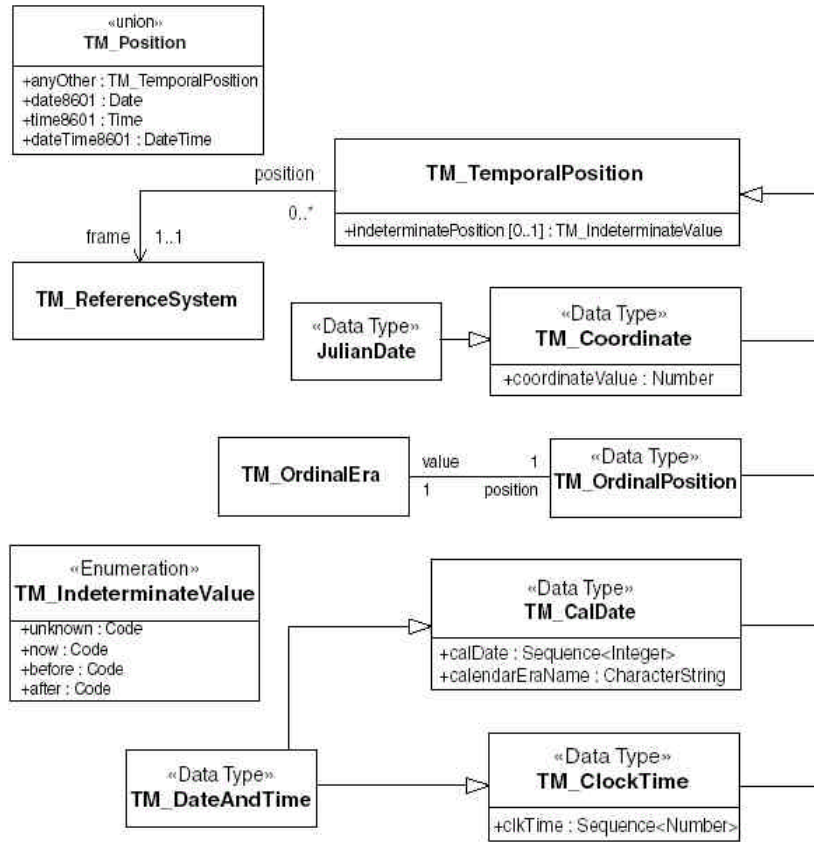 «union»
TM_Position
+anyOther : TM_TemporalPosition
+date8601 : Date
+time8601 : Time
+dateTime8601 : DateTime
TM_TemporalPosition
+indeterminatePosition [0..1] : TM_IndeterminateValue
position
0..*
frame
1..1
TM_ReferenceSystem
«Data Type»
JulianDate
«Data Type»
TM_Coordinate
+coordinateValue : Number
TM_OrdinalEra
value
1
1
position
«Data Type»
TM_OrdinalPosition
«Enumeration»
TM_IndeterminateValue
+unknown : Code
+now : Code
+before : Code
+after : Code
«Data Type»
TM_CalDate
+calDate : Sequence<Integer>
+calendarEraName : CharacterString
«Data Type»
TM_DateAndTime
«Data Type»
TM_ClockTime
+clkTime : Sequence<Number>